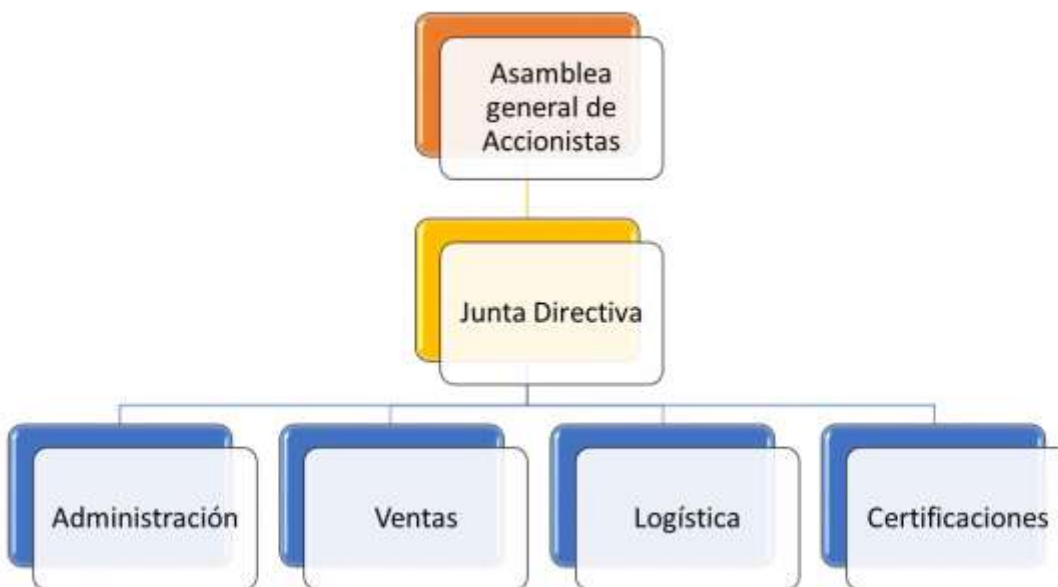 Asamblea
general de
Accionistas
Junta Directiva
Administración
Ventas
Logística
Certificaciones